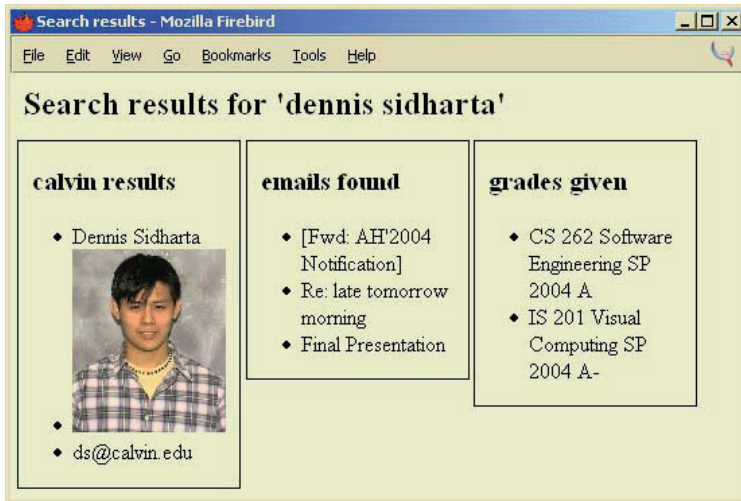 Search results - Mozilla Firebird
File Edit View Go Bookmarks Tools Help
Search results for 'dennis sidharta'
calvin results
• Dennis Sidharta
•
• ds@calvin.edu
emails found
• [Fwd: AH'2004
Notification]
• Re: late tomorrow
morning
• Final Presentation
grades given
• CS 262 Software
Engineering SP
2004 A
• IS 201 Visual
Computing SP
2004 A-